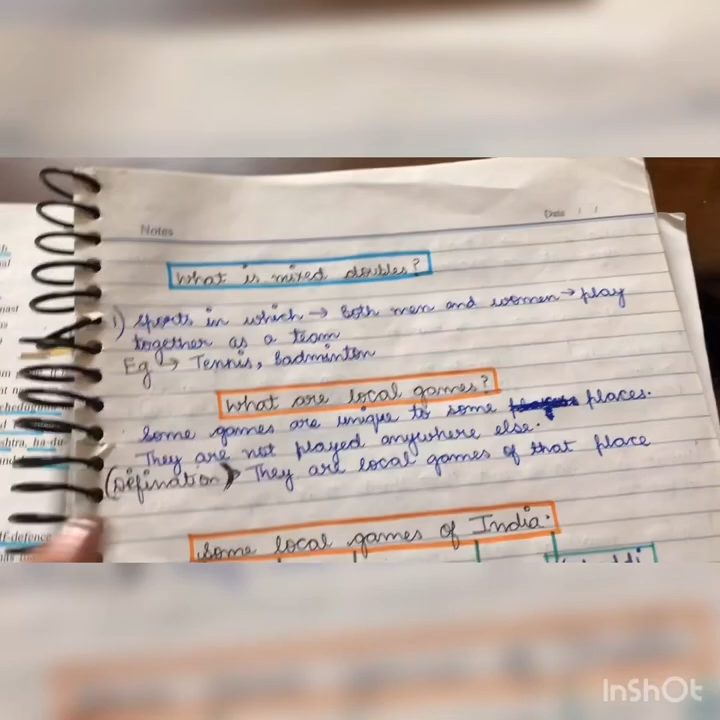 Notes
Date / /
What is mixed doubles?
1) Sports in which → Both men and women → play
together as a team
Eg → Tennis, Badminton
What are local games?
Some games are unique to some places.
They are not played anywhere else.
(Defination) They are local games of that place
Some local games of India.
tf-defence
InShOt